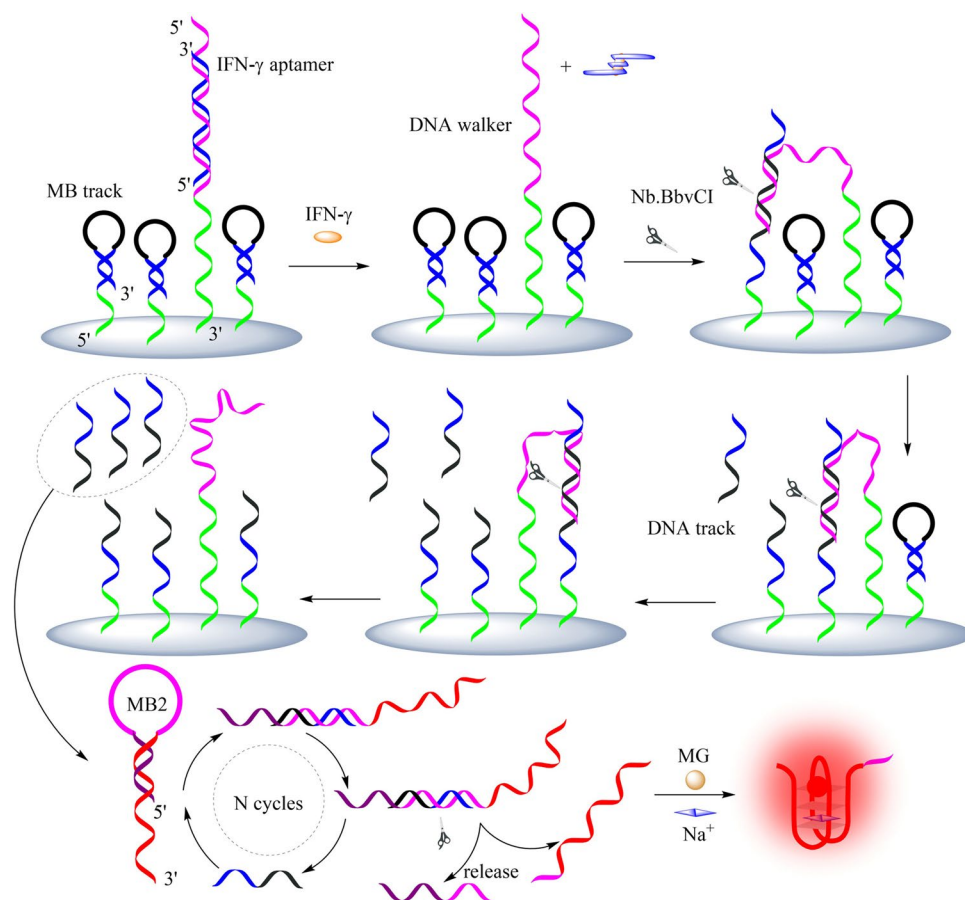 5'
3'
IFN-γ aptamer
+
DNA walker
5'
Nb.BbvCI
MB track
IFN-γ
3'
5'
3'
DNA track
MB2
MG
5'
N cycles
Na⁺
release
3'